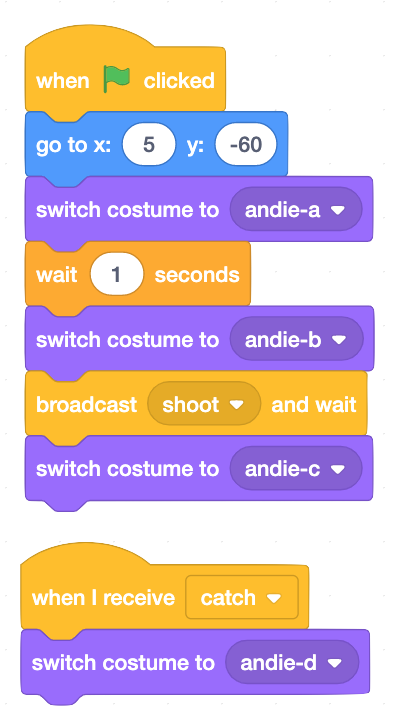 when clicked
go to x: 5 y: -60
switch costume to andie-a
wait 1 seconds
switch costume to andie-b
broadcast shoot and wait
switch costume to andie-c
when I receive catch
switch costume to andie-d